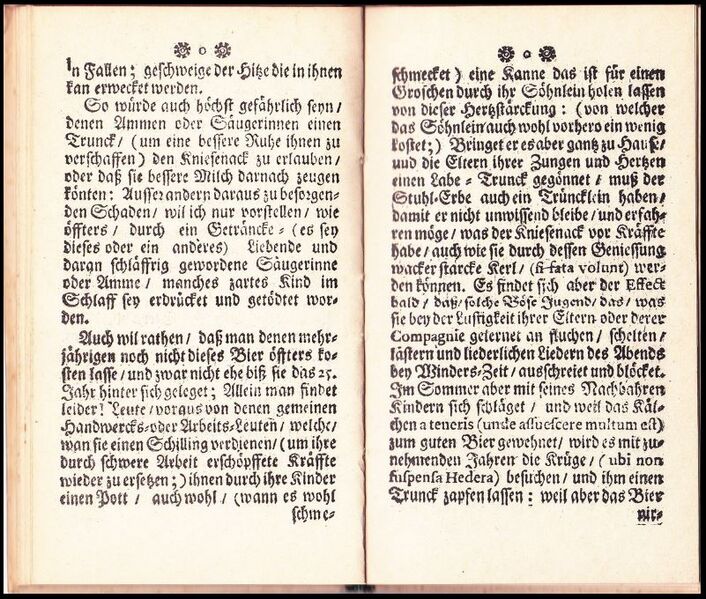 In Fallen; geschweige der Hitze die in ihnen
kan erwecket werden.
So würde auch höchst gefährlich seyn/
denen Ammen oder Säugerinnen einen
Trunck/ (um eine bessere Ruhe ihnen zu
verschaffen) den Kniesenack zu erlauben/
oder daß sie bessere Milch darnach zeugen
könten: Ausser andern daraus zu besorgen-
den Schaden/ wil ich nur vorstellen/ wie
öffters/ durch ein Geträncke- (es sey
dieses oder ein anderes) Liebende und
daran schläffrig gewordene Säugerinne
oder Amme/ manches zartes Kind im
Schlaff sey erdrücket und getödtet wor-
den.
Auch wil rathen/ daß man denen mehr-
jährigen noch nicht dieses Bier öffters ko-
sten lasse/ und zwar nicht ehe biß sie das 25.
Jahr hinter sich geleget; Allein man findet
leider! Leute/ voraus von denen gemeinen
Handwercks- oder Arbeits-Leuten/ welche/
wan sie einen Schilling verdienen/ (um ihre
durch schwere Arbeit erschöpffete Kräffte
wieder zu ersetzen;) ihnen durch ihre Kinder
einen Pott/ auch wohl/ (wann es wohl
schme-
schmecket) eine Kanne das ist für einen
Groschen durch ihr Söhnlein holen lassen
von dieser Hertzstärckung: (von welcher
das Söhnlein auch wohl vorhero ein wenig
kostet;) Bringet er es aber gantz zu Hause/
und die Eltern ihrer Zungen und Hertzen
einen Labe-Trunck gegönnet/ muß der
Stuhl-Erbe auch ein Trüncklein haben/
damit er nicht unwissend bleibe/ und erfah-
ren möge/ was der Kniesenack vor Kräffte
habe/ auch wie sie durch dessen Geniessung
wacker starcke Kerl/ (si fata volunt) wer-
den können. Es findet sich aber der Effect
bald/ daß/ solche Böse Jugend/ das/ was
sie bey der Lustigkeit ihrer Eltern oder derer
Compagnie gelernet an fluchen/ schelten/
lästern und liederlichen Liedern des Abends
bey Winders-Zeit/ ausschreiet und blöcket.
Im Sommer aber mit seines Nachbahren
Kindern sich schläget/ und weil das Käl-
chen a teneris (unde assuescere multum est)
zum guten Bier gewehnet/ wird es mit zu-
nehmenden Jahren die Krüge/ (ubi non
suspensa Hedera) besuchen/ und ihm einen
Trunck zapfen lassen: weil aber das Bier
nir-